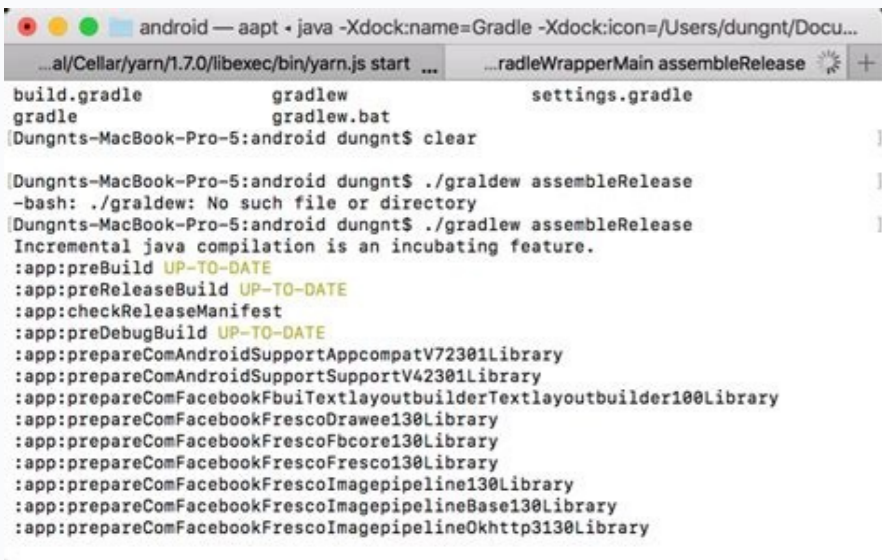 android — aapt ◂ java -Xdock:name=Gradle -Xdock:icon=/Users/dungnt/Docu...
...al/Cellar/yarn/1.7.0/libexec/bin/yarn.js start ...
...radleWrapperMain assembleRelease
+
build.gradle gradlew settings.gradle
gradle gradlew.bat
[Dungnts-MacBook-Pro-5:android dungnt$ clear ]
[Dungnts-MacBook-Pro-5:android dungnt$ ./graldew assembleRelease ]
-bash: ./graldew: No such file or directory
[Dungnts-MacBook-Pro-5:android dungnt$ ./gradlew assembleRelease ]
Incremental java compilation is an incubating feature.
:app:preBuild UP-TO-DATE
:app:preReleaseBuild UP-TO-DATE
:app:checkReleaseManifest
:app:preDebugBuild UP-TO-DATE
:app:prepareComAndroidSupportAppcompatV72301Library
:app:prepareComAndroidSupportSupportV42301Library
:app:prepareComFacebookFbuiTextlayoutbuilderTextlayoutbuilder100Library
:app:prepareComFacebookFrescoDrawee130Library
:app:prepareComFacebookFrescoFbcore130Library
:app:prepareComFacebookFrescoFresco130Library
:app:prepareComFacebookFrescoImagepipeline130Library
:app:prepareComFacebookFrescoImagepipelineBase130Library
:app:prepareComFacebookFrescoImagepipelineOkhttp3130Library